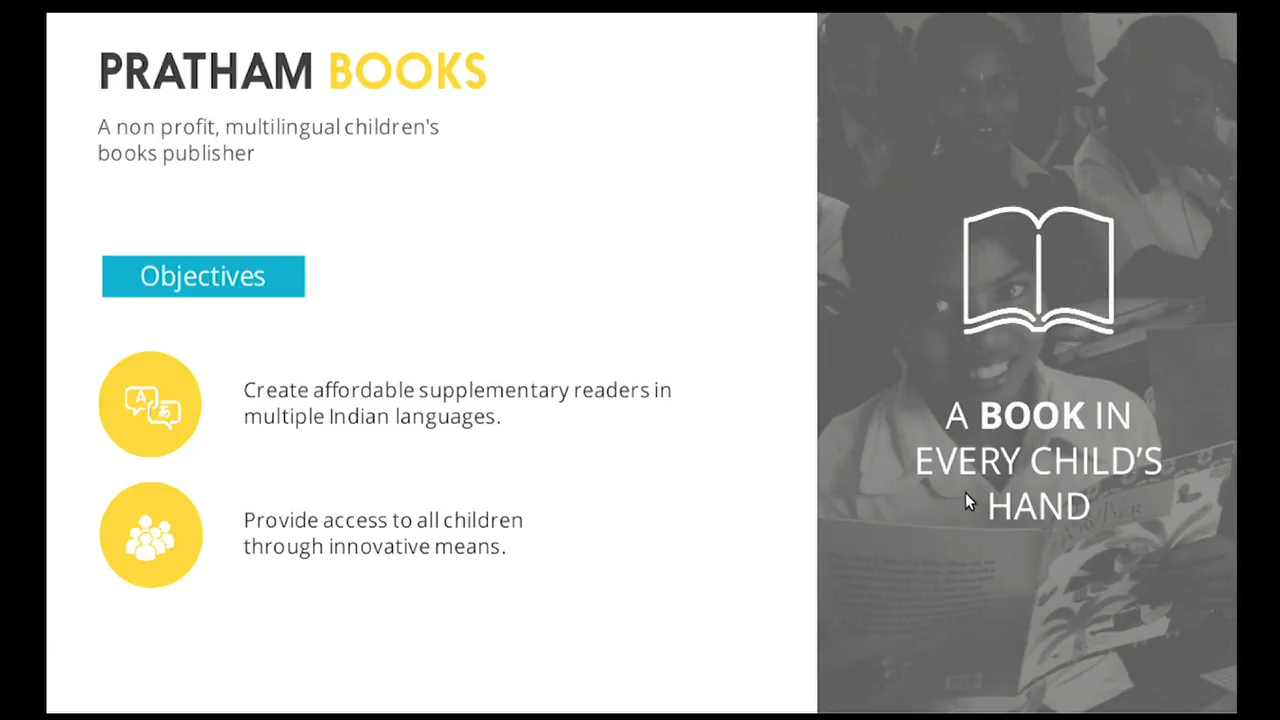 PRATHAM BOOKS
A non profit, multilingual children's
books publisher
Objectives
Create affordable supplementary readers in
multiple Indian languages.
Provide access to all children
through innovative means.
A BOOK IN
EVERY CHILD’S
HAND